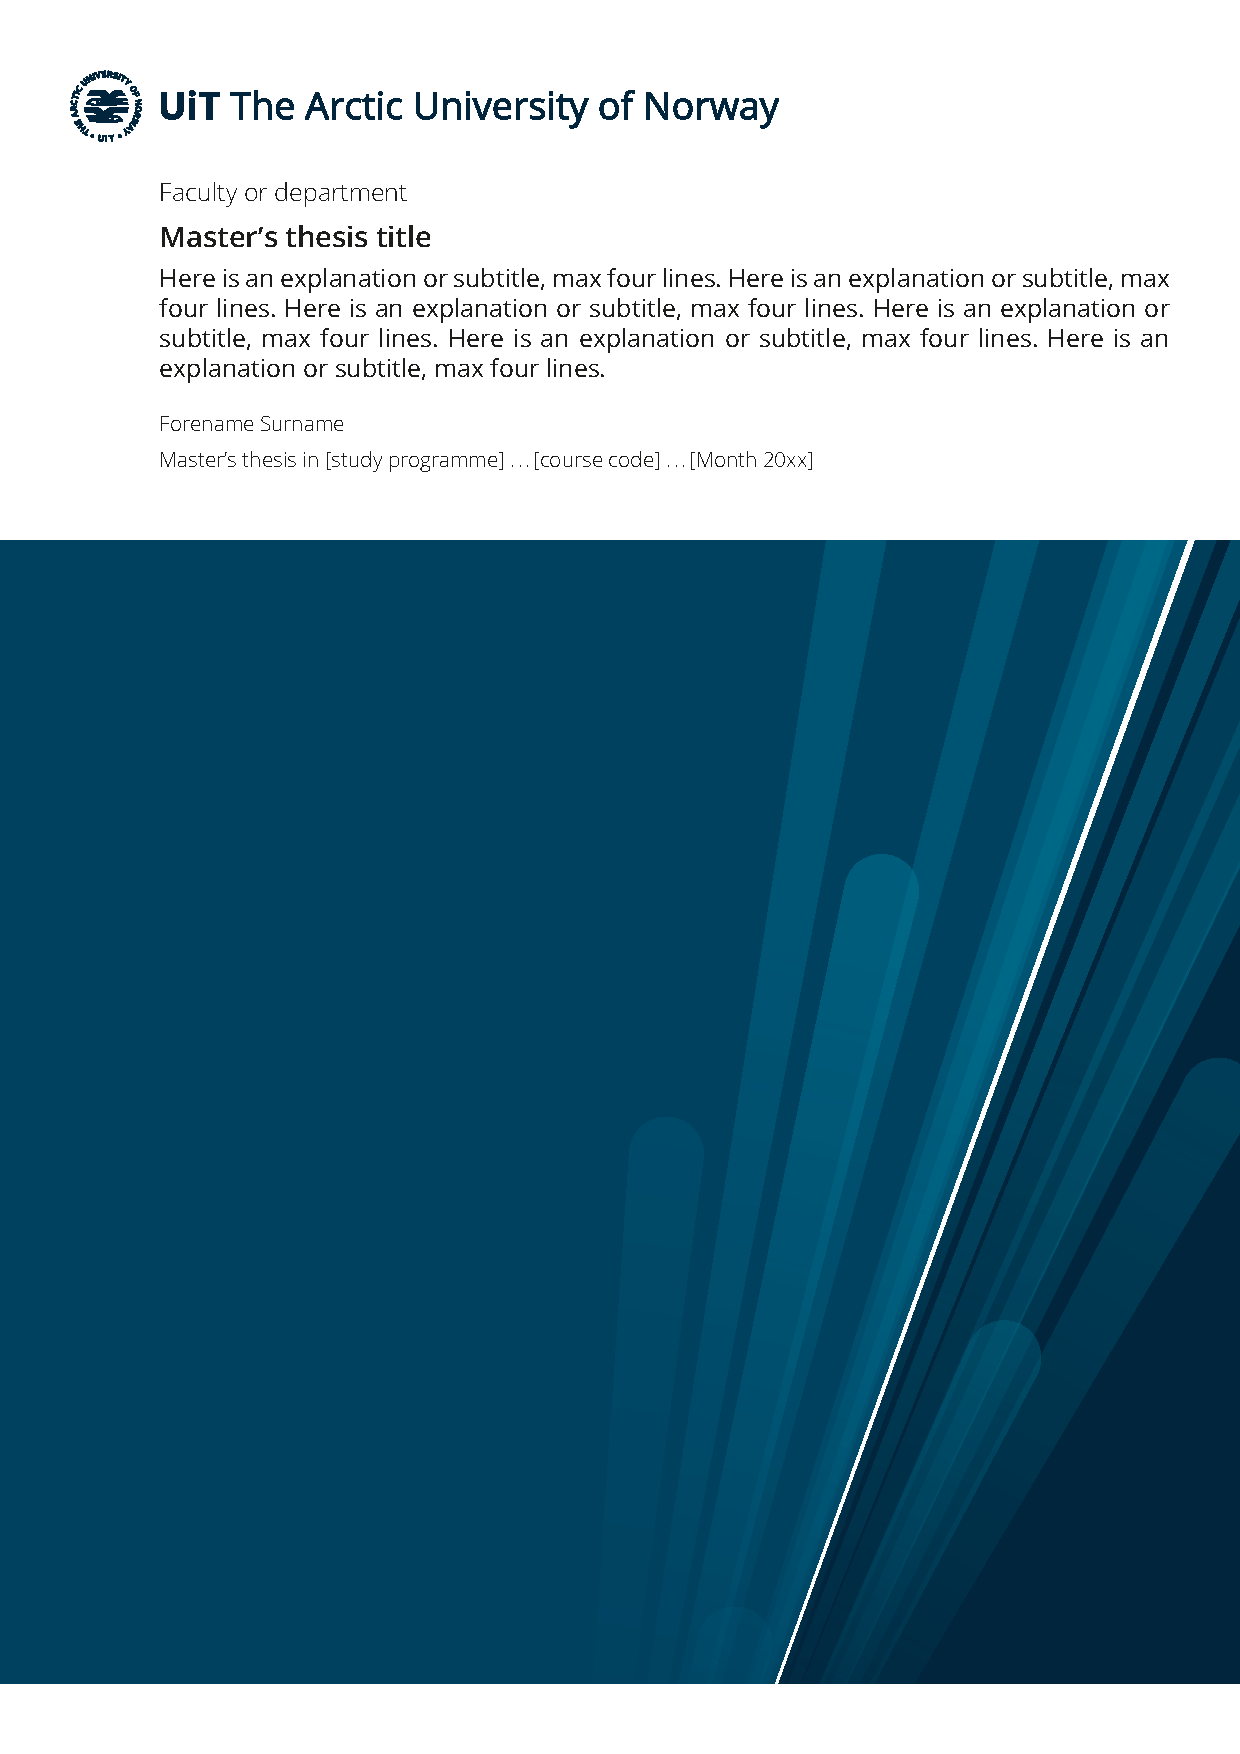 THE ARCTIC UNIVERSITY OF NORWAY • UiT •
UiT The Arctic University of Norway
Faculty or department
Master’s thesis title
Here is an explanation or subtitle, max four lines. Here is an explanation or subtitle, max
four lines. Here is an explanation or subtitle, max four lines. Here is an explanation or
subtitle, max four lines. Here is an explanation or subtitle, max four lines. Here is an
explanation or subtitle, max four lines.
Forename Surname
Master’s thesis in [study programme] ... [course code] ... [Month 20xx]